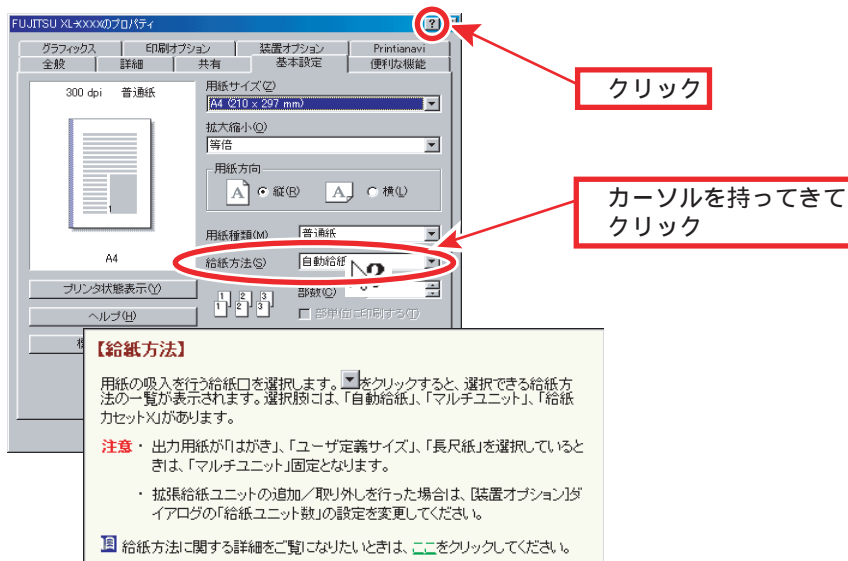 FUJITSU XL-XXXXのプロパティ
?
グラフィックス 印刷オプション 装置オプション Printianavi
全般 詳細 共有 基本設定 便利な機能
300 dpi 普通紙
A4
用紙サイズ(Z)
A4 (210 x 297 mm)
拡大縮小(O)
等倍
用紙方向
A 縦(R) A 横(L)
用紙種類(M) 普通紙
給紙方法(S) 自動給紙
部数(C)
部単位に印刷する(T)
プリンタ状態表示(Y)
ヘルプ(H)
クリック
カーソルを持ってきて
クリック
【給紙方法】
用紙の吸入を行う給紙口を選択します。をクリックすると、選択できる給紙方
法の一覧が表示されます。選択肢には、「自動給紙」、「マルチユニット」、「給紙
カセットX」があります。
注意・ 出力用紙が「はがき」、「ユーザ定義サイズ」、「長尺紙」を選択していると
きは、「マルチユニット」固定となります。
・ 拡張給紙ユニットの追加／取り外しを行った場合は、[装置オプション]ダ
イアログの「給紙ユニット数」の設定を変更してください。
給紙方法に関する詳細をご覧になりたいときは、ここをクリックしてください。